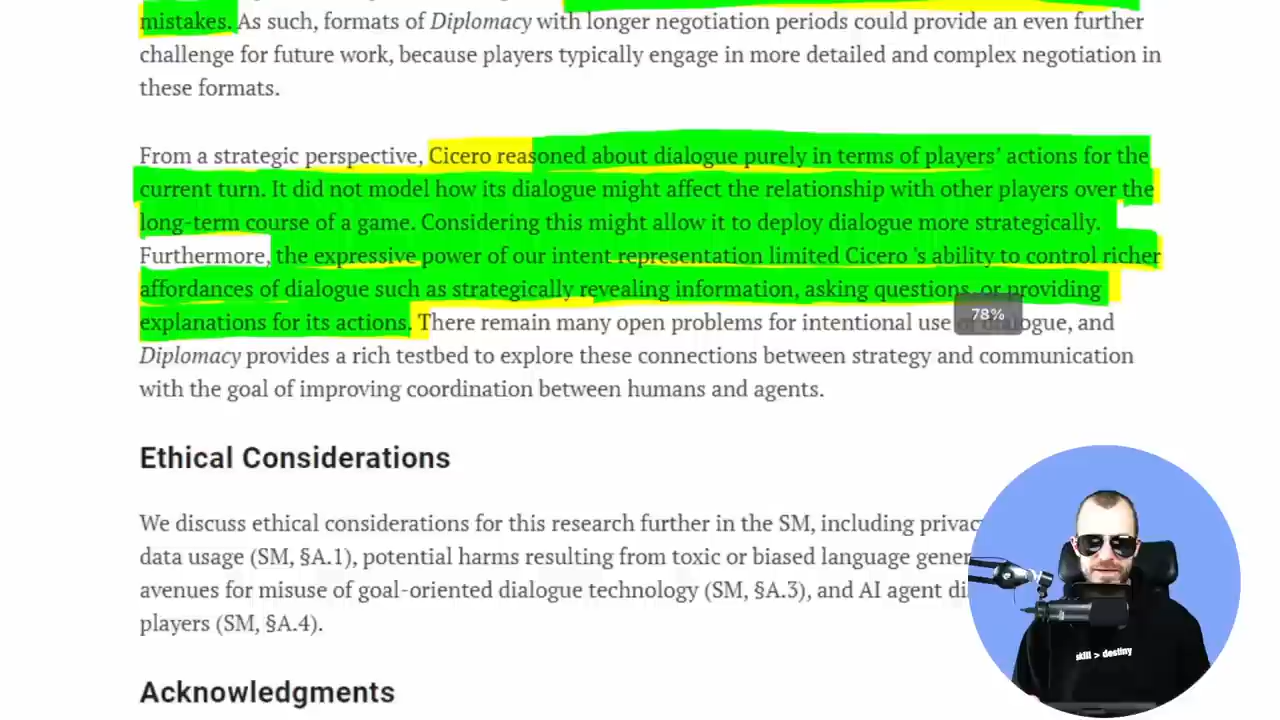 mistakes. As such, formats of Diplomacy with longer negotiation periods could provide an even further
challenge for future work, because players typically engage in more detailed and complex negotiation in
these formats.
From a strategic perspective, Cicero reasoned about dialogue purely in terms of players’ actions for the
current turn. It did not model how its dialogue might affect the relationship with other players over the
long-term course of a game. Considering this might allow it to deploy dialogue more strategically.
Furthermore, the expressive power of our intent representation limited Cicero 's ability to control richer
affordances of dialogue such as strategically revealing information, asking questions, or providing
explanations for its actions. There remain many open problems for intentional use dialogue, and
78%
Diplomacy provides a rich testbed to explore these connections between strategy and communication
with the goal of improving coordination between humans and agents.
Ethical Considerations
We discuss ethical considerations for this research further in the SM, including
data usage (SM, §A.1), potential harms resulting from toxic or biased language
avenues for misuse of goal-oriented dialogue technology (SM, §A.3), and AI agent
players (SM, §A.4).
skill > destiny
Acknowledgments